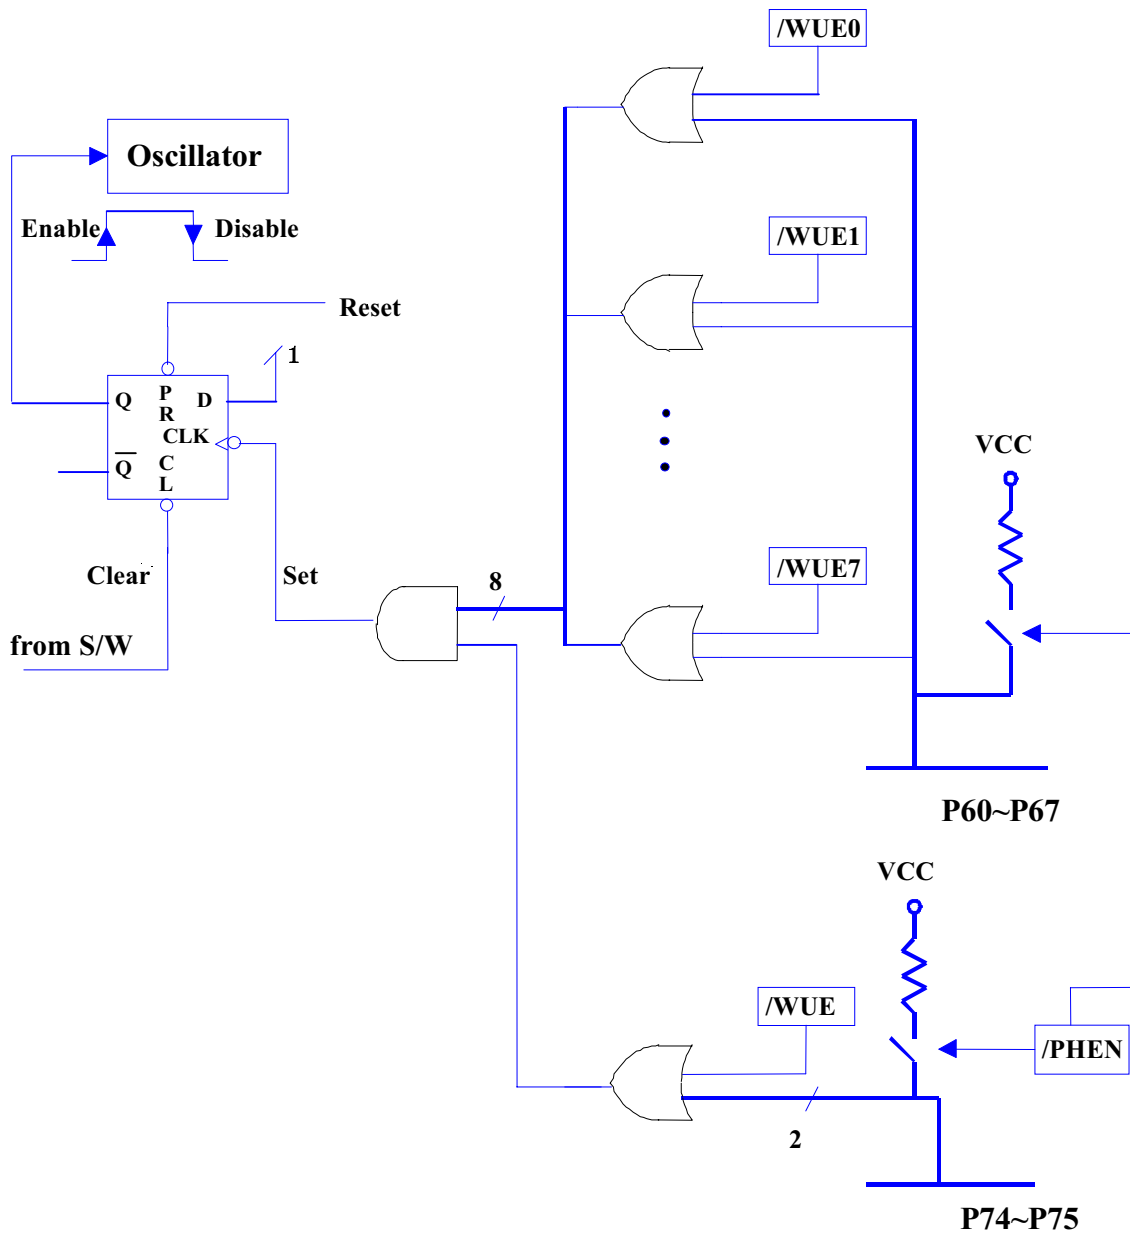 /WUE0
Oscillator
Enable
Disable
/WUE1
Reset
1
Q
P
R
D
CLK
Q
C
L
VCC
Clear
Set
8
/WUE7
from S/W
P60~P67
VCC
/WUE
/PHEN
2
P74~P75